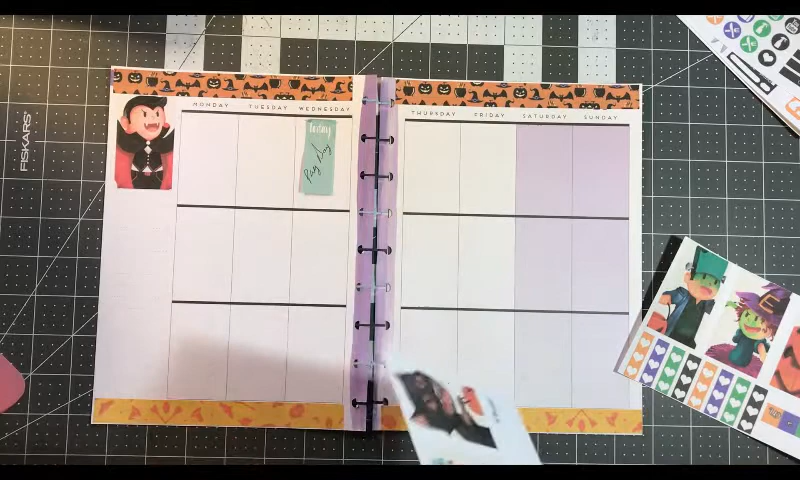 FISKARS
MONDAY TUESDAY WEDNESDAY
THURSDAY FRIDAY SATURDAY SUNDAY
today
Pay Day